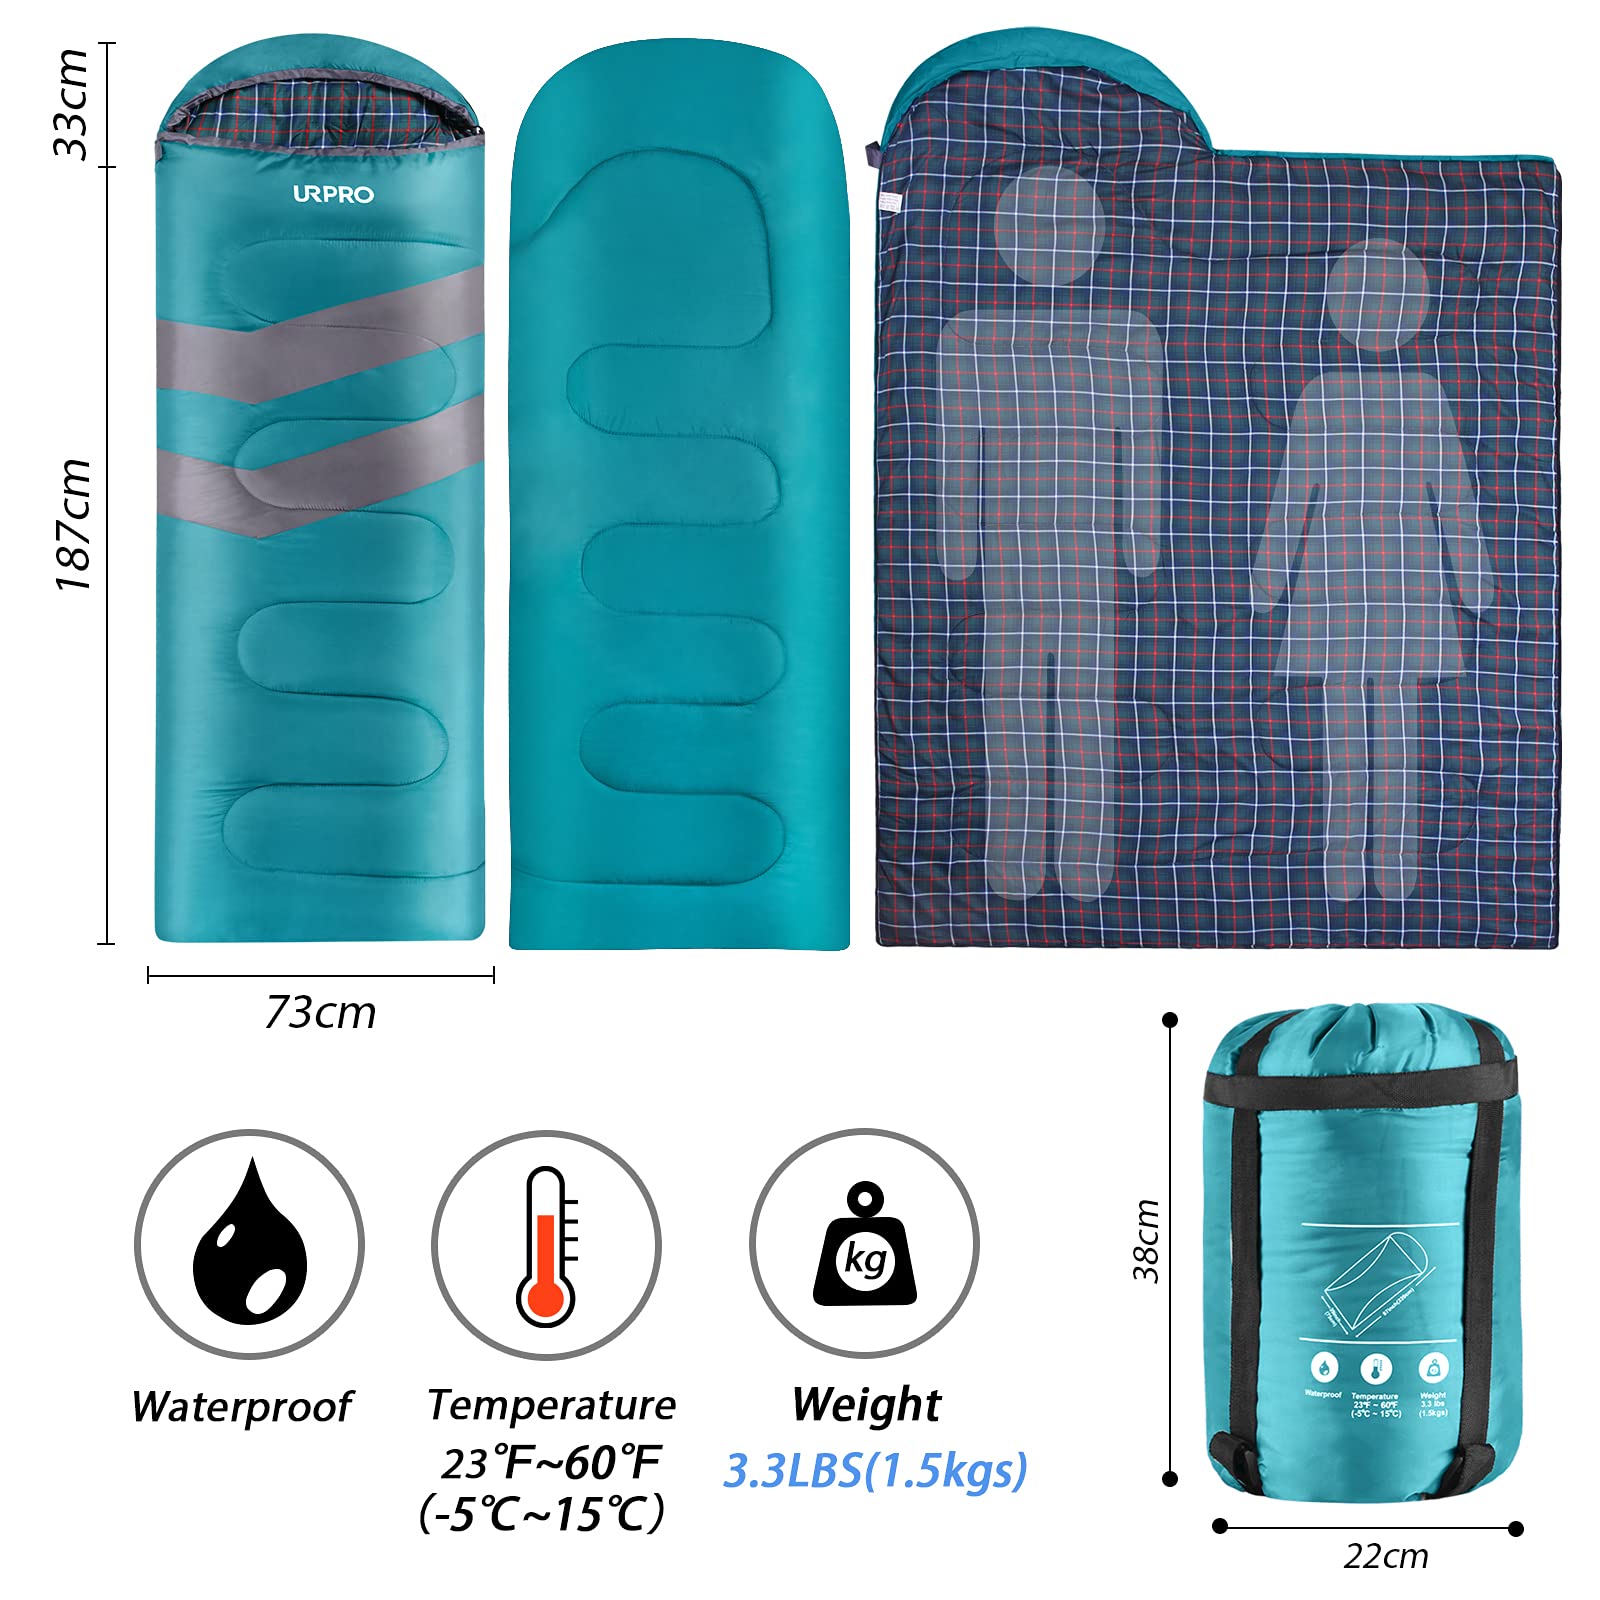 33cm
URPRO
187cm
73cm
Waterproof
Temperature
23℉~60℉
(-5℃~15℃)
kg
Weight
3.3LBS(1.5kgs)
38cm
Waterproof
Temperature
23℉ ~ 60℉
(-5℃ ~ 15℃)
Weight
3.3 lbs
(1.5kgs)
22cm